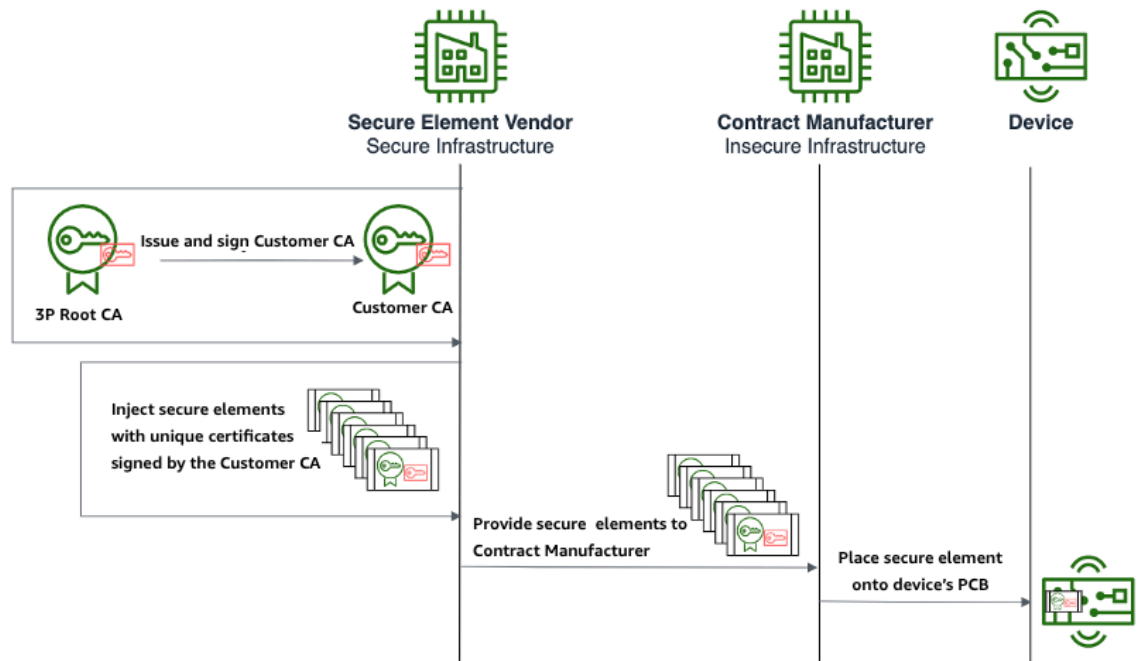 Secure Element Vendor
Secure Infrastructure
Contract Manufacturer
Insecure Infrastructure
Device
Issue and sign Customer CA
3P Root CA
Customer CA
Inject secure elements
with unique certificates
signed by the Customer CA
Provide secure elements to
Contract Manufacturer
Place secure element
onto device's PCB